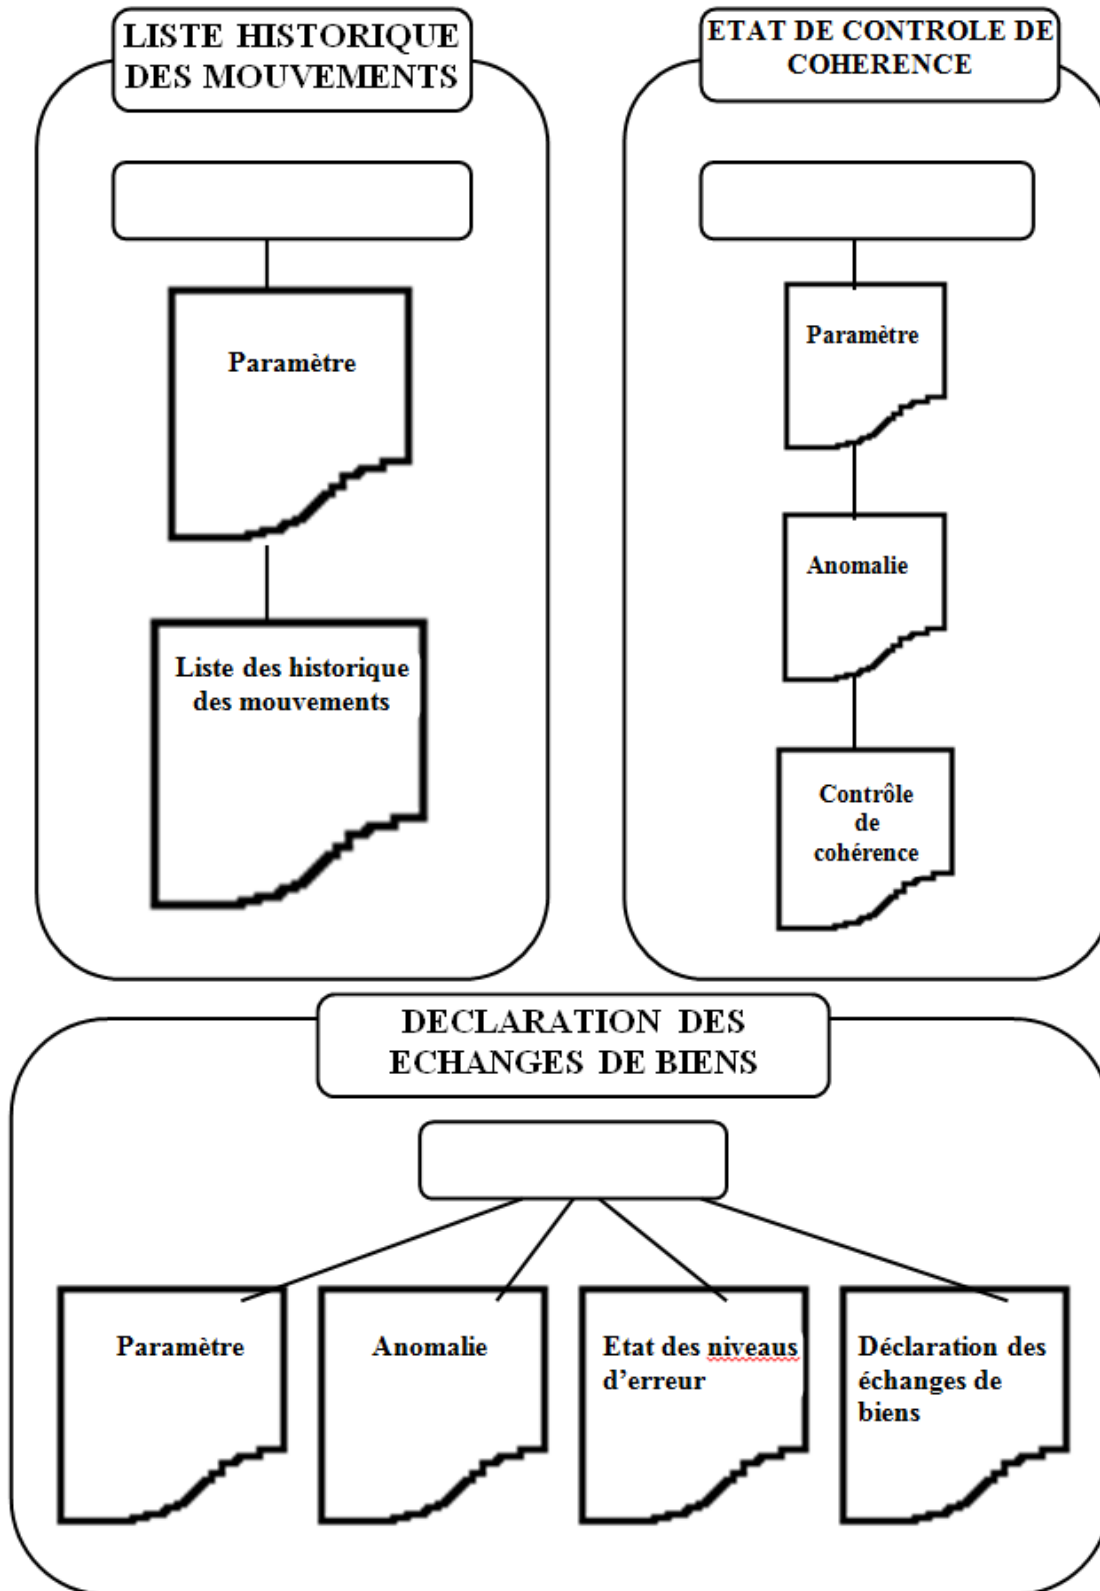 LISTE HISTORIQUE
DES MOUVEMENTS
Paramètre
Liste des historique
des mouvements
ETAT DE CONTROLE DE
COHERENCE
Paramètre
Anomalie
Contrôle
de
cohérence
DECLARATION DES
ECHANGES DE BIENS
Paramètre
Anomalie
Etat des niveaus
d'erreur
Déclaration des
échanges de
biens